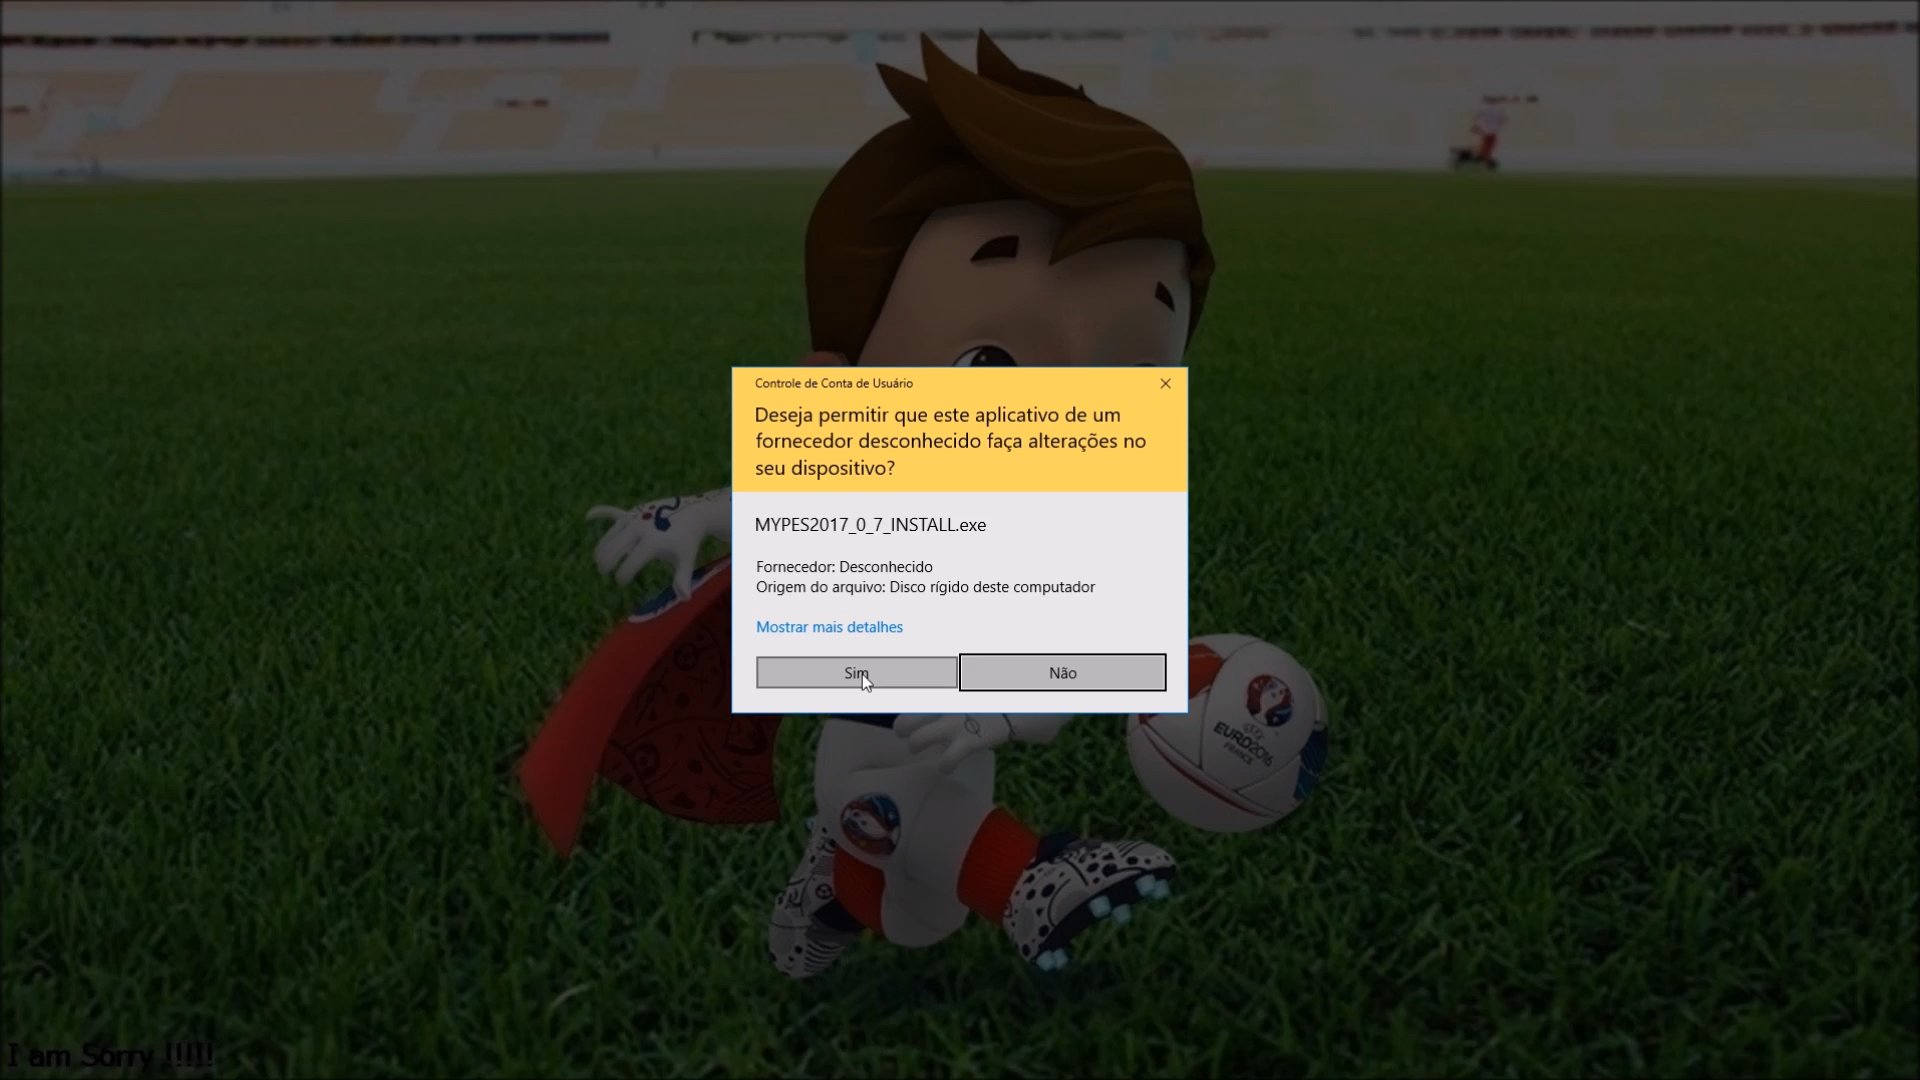 Controle de Conta de Usuário
Deseja permitir que este aplicativo de um
fornecedor desconhecido faça alterações no
seu dispositivo?
MYPES2017_0_7_INSTALL.exe
Fornecedor: Desconhecido
Origem do arquivo: Disco rígido deste computador
Mostrar mais detalhes
Sim
Não
UEFA
EURO2016
FRANCE
I am Sorry !!!!!